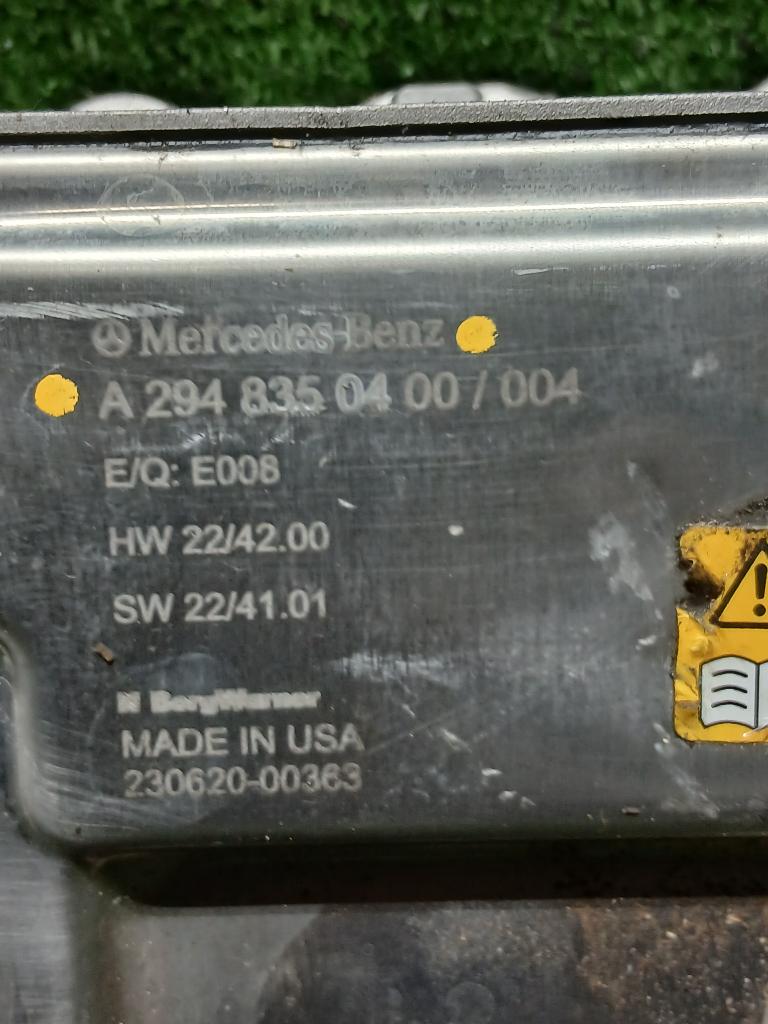 Mercedes-Benz
A 294 835 04 00 / 004
E/Q: E008
HW 22/42.00
SW 22/41.01
BorgWarner
MADE IN USA
230620-00363
!